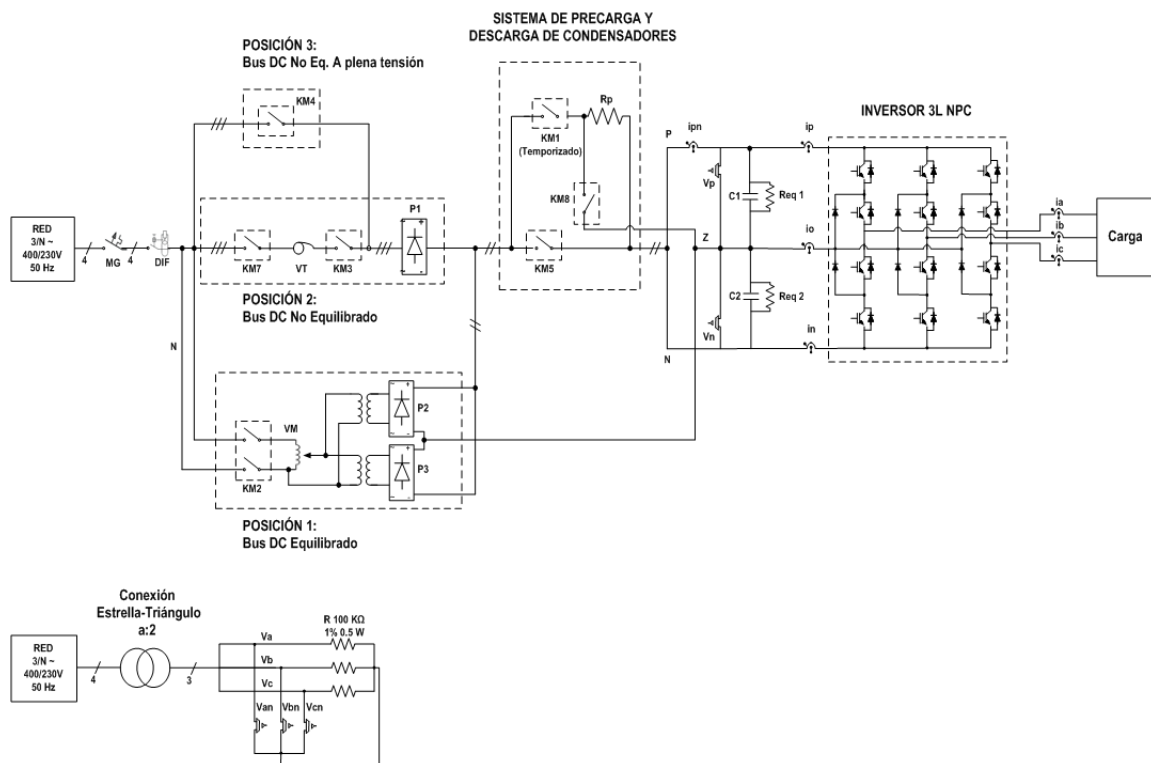 SISTEMA DE PRECARGA Y
DESCARGA DE CONDENSADORES
POSICIÓN 3:
Bus DC No Eq. A plena tensión
KM4
KM1
(Temporizado)
Rp
KM8
KM5
INVERSOR 3L NPC
P
ipn
ip
Vp
C1
Req 1
Z
io
C2
Req 2
Vn
N
in
ia
ib
ic
Carga
RED
3/N ~
400/230V
50 Hz
4
MG
4
DIF
KM7
VT
KM3
P1
POSICIÓN 2:
Bus DC No Equilibrado
N
KM2
VM
P2
P3
POSICIÓN 1:
Bus DC Equilibrado
Conexión
Estrella-Triángulo
a:2
RED
3/N ~
400/230V
50 Hz
4
3
Va
Vb
Vc
R 100 KΩ
1% 0.5 W
Van
Vbn
Vcn